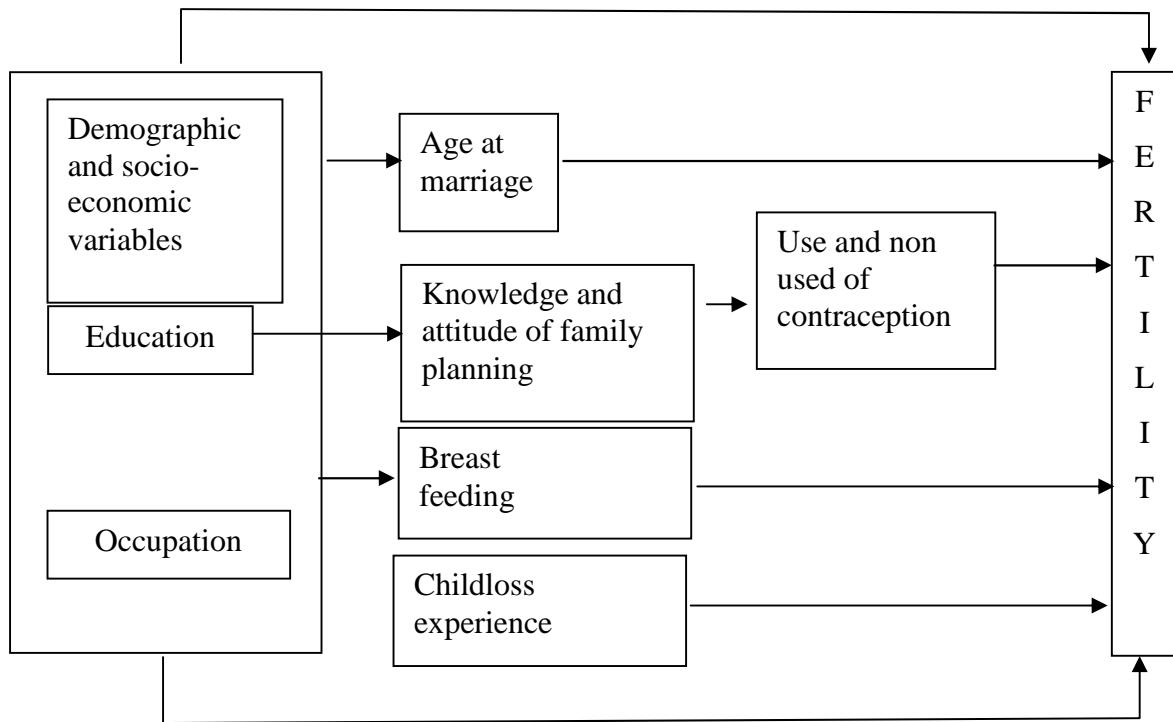 Demographic
and socio-
economic
variables
Education
Occupation
Age at
marriage
Knowledge and
attitude of family
planning
Breast
feeding
Childloss
experience
Use and non
used of
contraception
F
E
R
T
I
L
I
T
Y